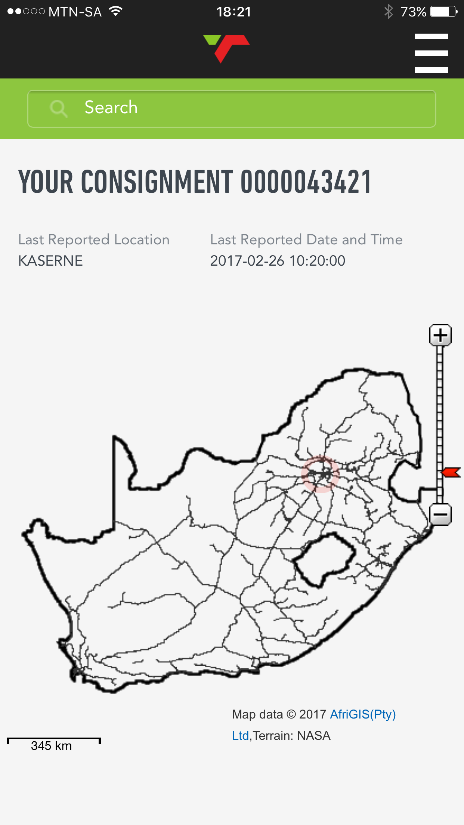 MTN-SA 18:21 73%
Search
YOUR CONSIGNMENT 0000043421
Last Reported Location Last Reported Date and Time
KASERNE 2017-02-26 10:20:00
+
−
Map data © 2017 AfriGIS(Pty)
Ltd,Terrain: NASA
345 km